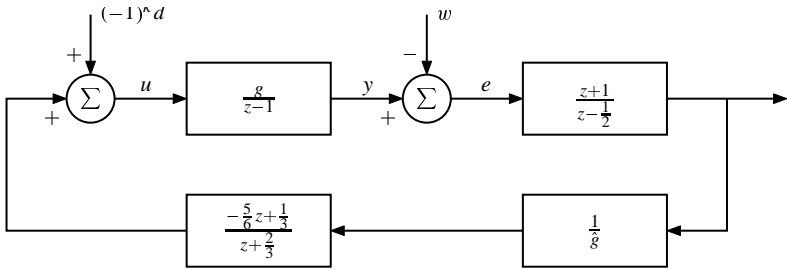 (−1)^k d
w
+
−
∑
u
g/(z−1)
y
∑
e
(z+1)/(z−1/2)
+
+
(−5/6 z+1/3)/(z+2/3)
1/ĝ